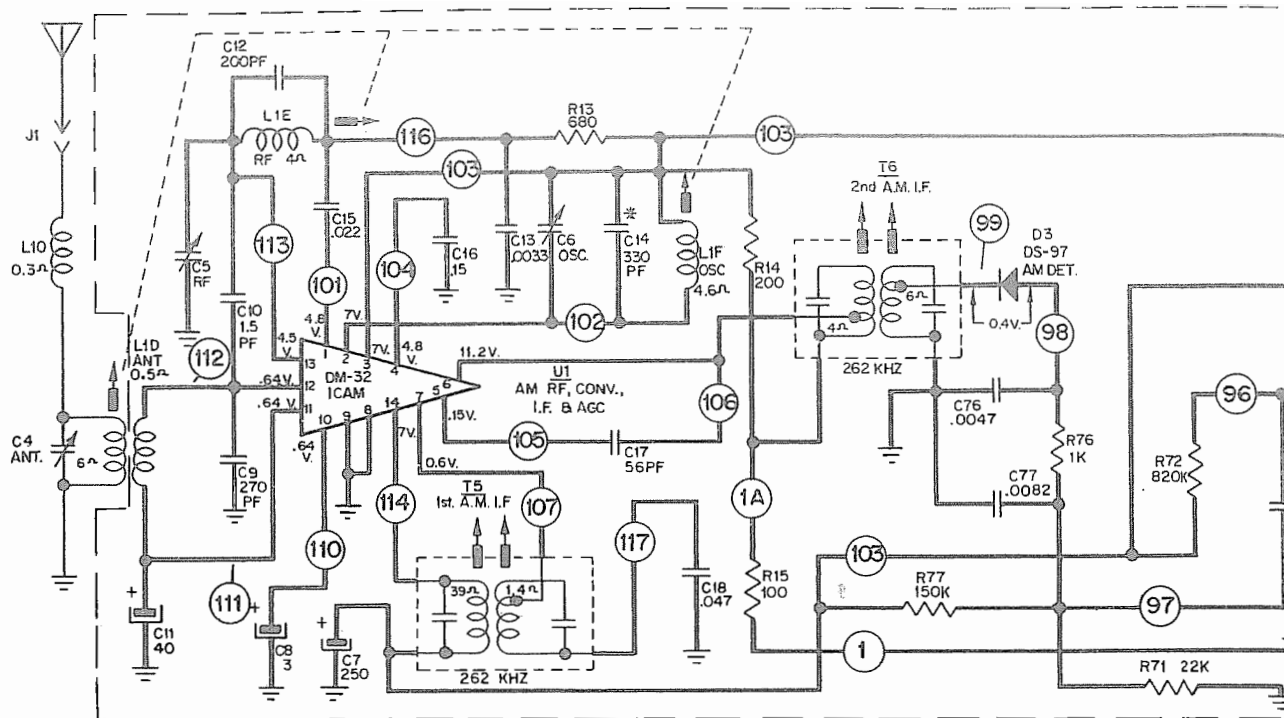 C12
200PF
J1
L1E
RF 4Ω
116
R13
680
103
103
T6
2nd A.M. I.F.
99
D3
DS-97
AM DET.
L10
0.3Ω
C5
RF
113
C15
.022
104
C16
.15
C13
.0033
C6
OSC.
*
C14
330
PF
L1F
OSC
4.6Ω
R14
200
6Ω
4Ω
0.4V.
98
101
C10
1.5
PF
102
L1D
ANT
0.5Ω
112
4.5
V.
4.8
V.
7V.
7V.
4.8
V.
11.2V.
262 KHZ
1
2
3
4
13
12
11
10
9
8
14
7
5
6
DM-32
ICAM
U1
AM RF, CONV.,
I.F. & AGC
.64V.
.64 V.
.64
V.
7V.
0.6V.
.15V.
106
105
C17
56PF
C76
.0047
96
C4
ANT.
6Ω
C9
270
PF
R76
1K
R72
820K
C77
.0082
114
T5
1st. A.M. I.F
107
117
1A
110
103
39Ω
1.4Ω
C18
.047
R15
100
R77
150K
97
111
+
C11
40
+
C8
3
+
C7
250
262 KHZ
1
R71 22K